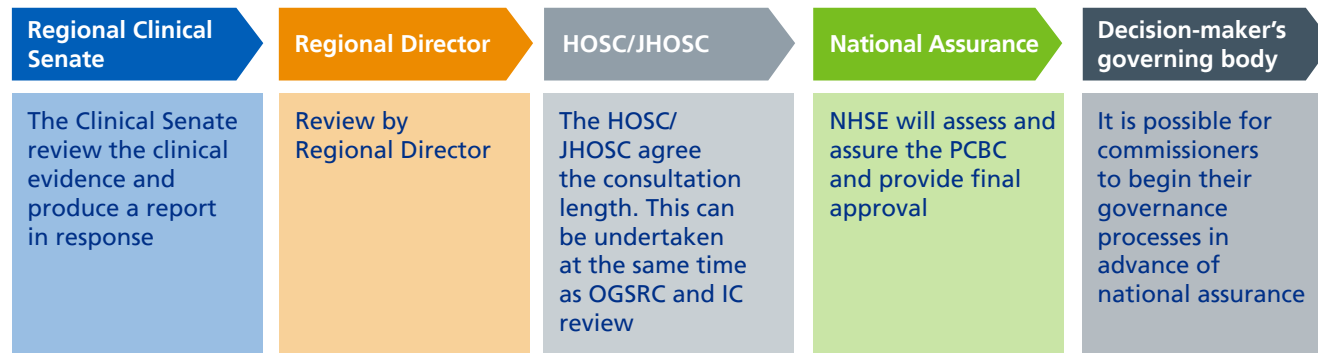 Regional Clinical
Senate
Regional Director
HOSC/JHOSC
National Assurance
Decision-maker's
governing body
The Clinical Senate
review the clinical
evidence and
produce a report
in response
Review by
Regional Director
The HOSC/
JHOSC agree
the consultation
length. This can
be undertaken
at the same time
as OGSRC and IC
review
NHSE will assess and
assure the PCBC
and provide final
approval
It is possible for
commissioners
to begin their
governance
processes in
advance of
national assurance